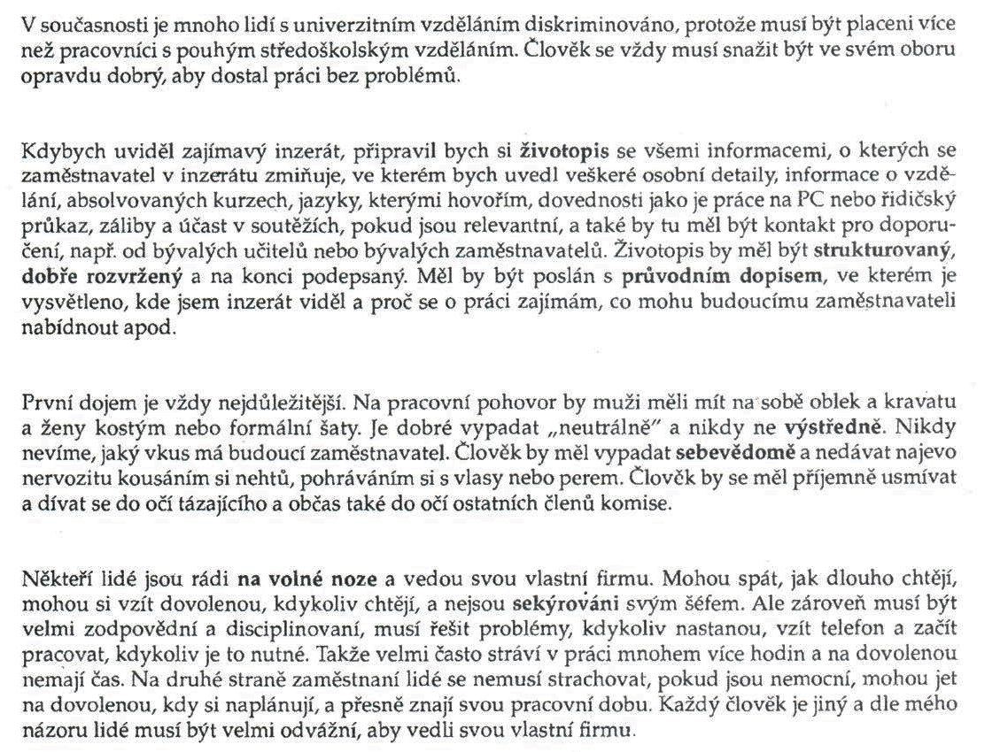 V současnosti je mnoho lidí s univerzitním vzděláním diskriminováno, protože musí být placeni více
než pracovníci s pouhým středoškolským vzděláním. Člověk se vždy musí snažit být ve svém oboru
opravdu dobrý, aby dostal práci bez problémů.
Kdybych uviděl zajímavý inzerát, připravil bych si životopis se všemi informacemi, o kterých se
zaměstnavatel v inzerátu zmiňuje, ve kterém bych uvedl veškeré osobní detaily, informace o vzdě-
lání, absolvovaných kurzech, jazyky, kterými hovořím, dovednosti jako je práce na PC nebo řidičský
průkaz, záliby a účast v soutěžích, pokud jsou relevantní, a také by tu měl být kontakt pro doporu-
čení, např. od bývalých učitelů nebo bývalých zaměstnavatelů. Životopis by měl být strukturovaný,
dobře rozvržený a na konci podepsaný. Měl by být poslán s průvodním dopisem, ve kterém je
vysvětleno, kde jsem inzerát viděl a proč se o práci zajímám, co mohu budoucímu zaměstnavateli
nabídnout apod.
První dojem je vždy nejdůležitější. Na pracovní pohovor by muži měli mít na sobě oblek a kravatu
a ženy kostým nebo formální šaty. Je dobré vypadat „neutrálně" a nikdy ne výstředně. Nikdy
nevíme, jaký vkus má budoucí zaměstnavatel. Člověk by měl vypadat sebevědomě a nedávat najevo
nervozitu kousáním si nehtů, pohráváním si s vlasy nebo perem. Člověk by se měl příjemně usmívat
a dívat se do očí tázajícího a občas také do očí ostatních členů komise.
Někteří lidé jsou rádi na volné noze a vedou svou vlastní firmu. Mohou spát, jak dlouho chtějí,
mohou si vzít dovolenou, kdykoliv chtějí, a nejsou sekýrováni svým šéfem. Ale zároveň musí být
velmi zodpovědní a disciplinovaní, musí řešit problémy, kdykoliv nastanou, vzít telefon a začít
pracovat, kdykoliv je to nutné. Takže velmi často stráví v práci mnohem více hodin a na dovolenou
nemají čas. Na druhé straně zaměstnaní lidé se nemusí strachovat, pokud jsou nemocní, mohou jet
na dovolenou, kdy si naplánují, a přesně znají svou pracovní dobu. Každý člověk je jiný a dle mého
názoru lidé musí být velmi odvážní, aby vedli svou vlastní firmu.